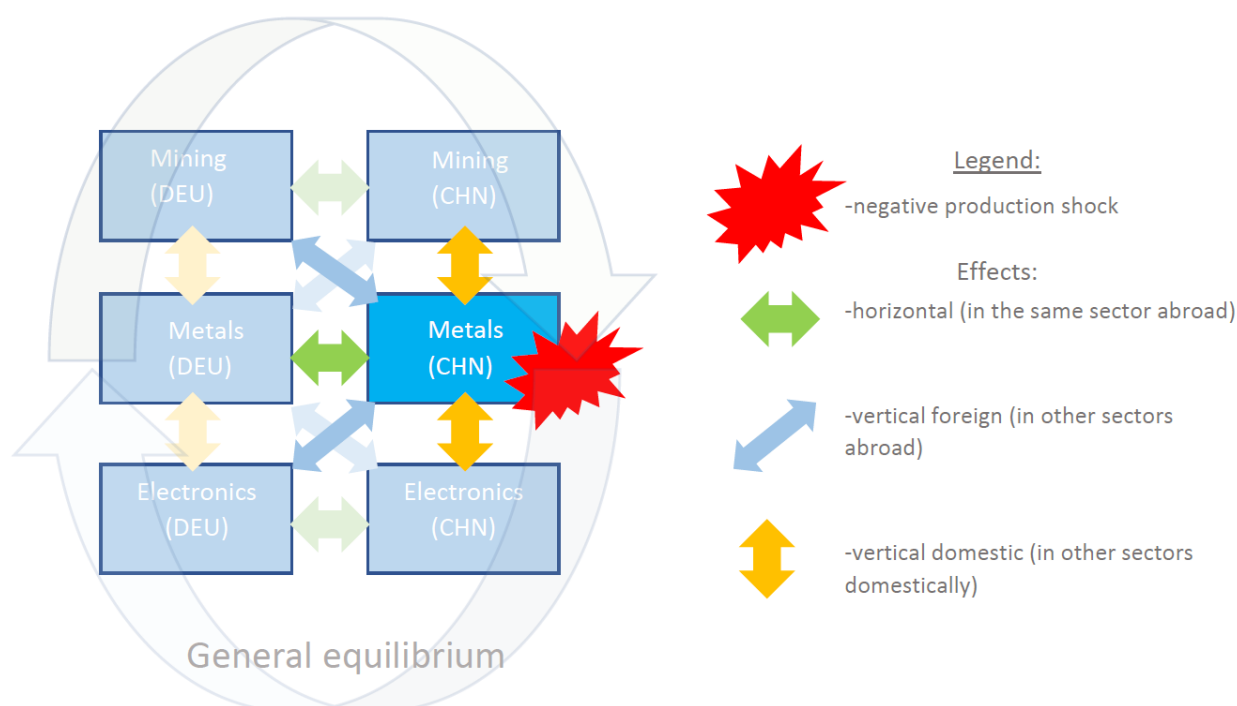 Mining
(DEU)
Mining
(CHN)
Metals
(DEU)
Metals
(CHN)
Electronics
(DEU)
Electronics
(CHN)
General equilibrium
Legend:
-negative production shock
Effects:
-horizontal (in the same sector abroad)
-vertical foreign (in other sectors
abroad)
-vertical domestic (in other sectors
domestically)